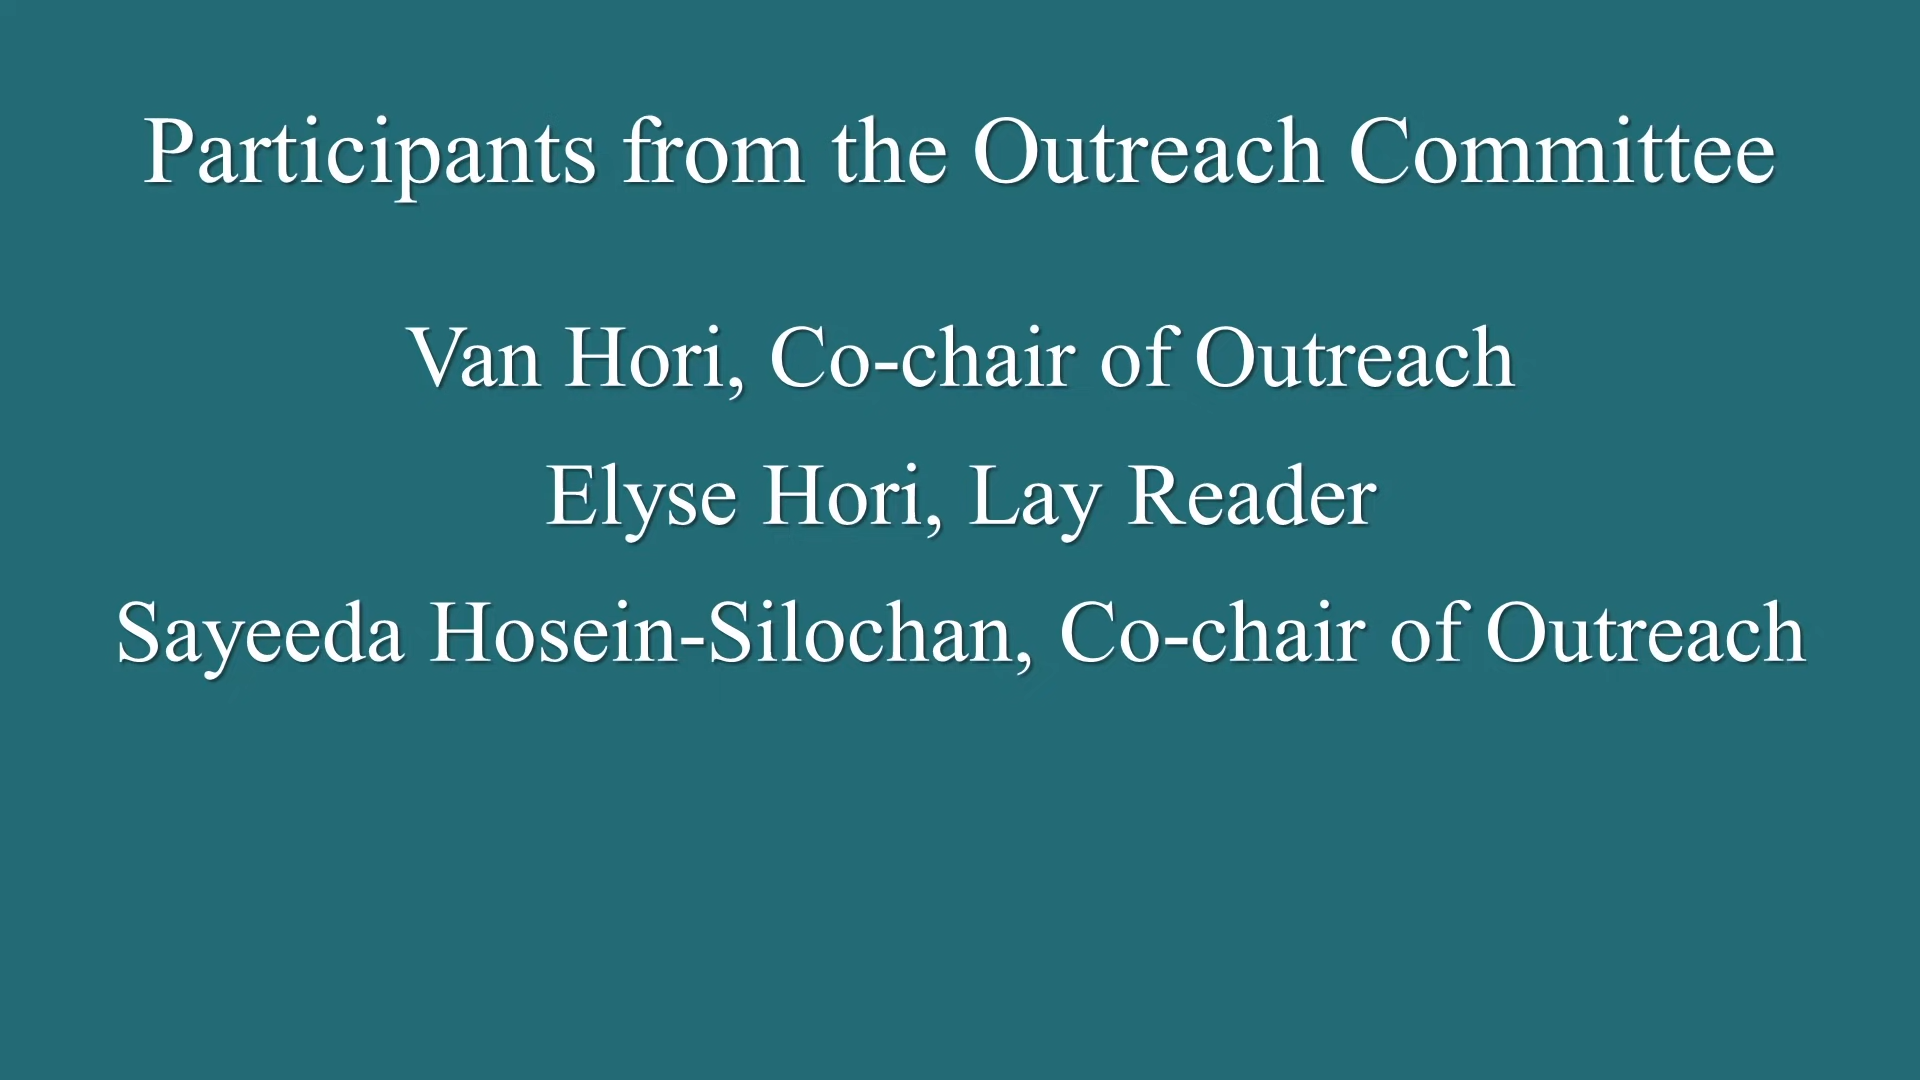 Participants from the Outreach Committee
Van Hori, Co-chair of Outreach
Elyse Hori, Lay Reader
Sayeeda Hosein-Silochan, Co-chair of Outreach